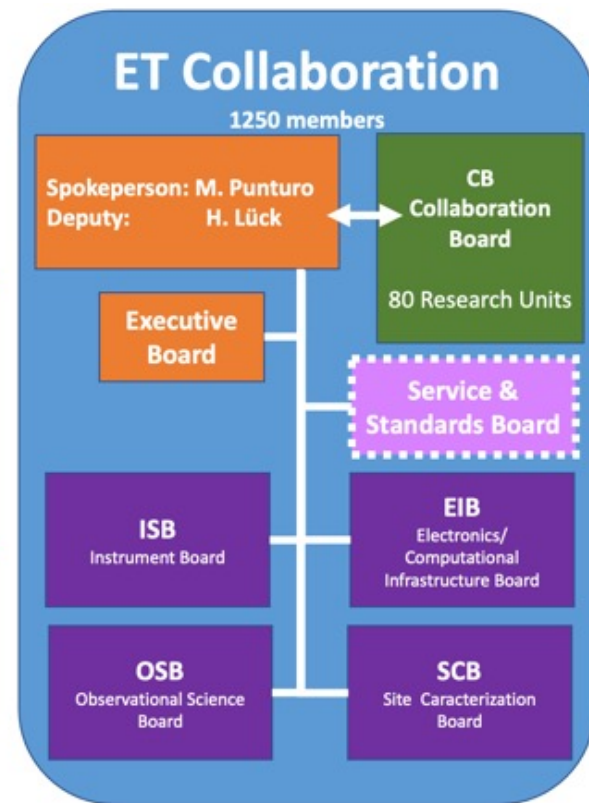 ET Collaboration
1250 members
Spokeperson: M. Punturo
Deputy: H. Lück
CB
Collaboration
Board
80 Research Units
Executive
Board
Service &
Standards Board
ISB
Instrument Board
EIB
Electronics/
Computational
Infrastructure Board
OSB
Observational Science
Board
SCB
Site Caracterization
Board